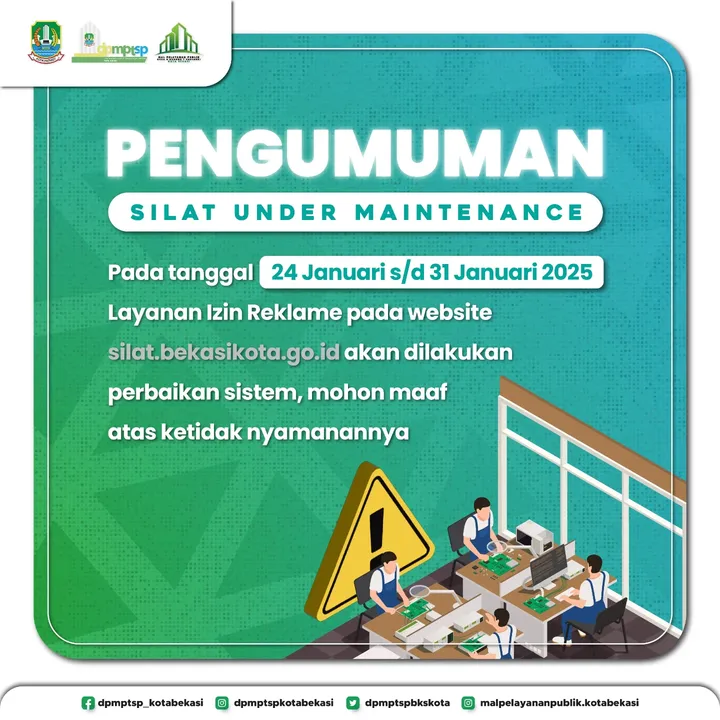 dpmptsp
PENGUMUMAN
SILAT UNDER MAINTENANCE
Pada tanggal 24 Januari s/d 31 Januari 2025
Layanan Izin Reklame pada website
silat.bekasikota.go.id akan dilakukan
perbaikan sistem, mohon maaf
atas ketidak nyamanannya
dpmptsp_kotabekasi dpmptspkotabekasi dpmptspbkskota malpelayananpublik.kotabekasi